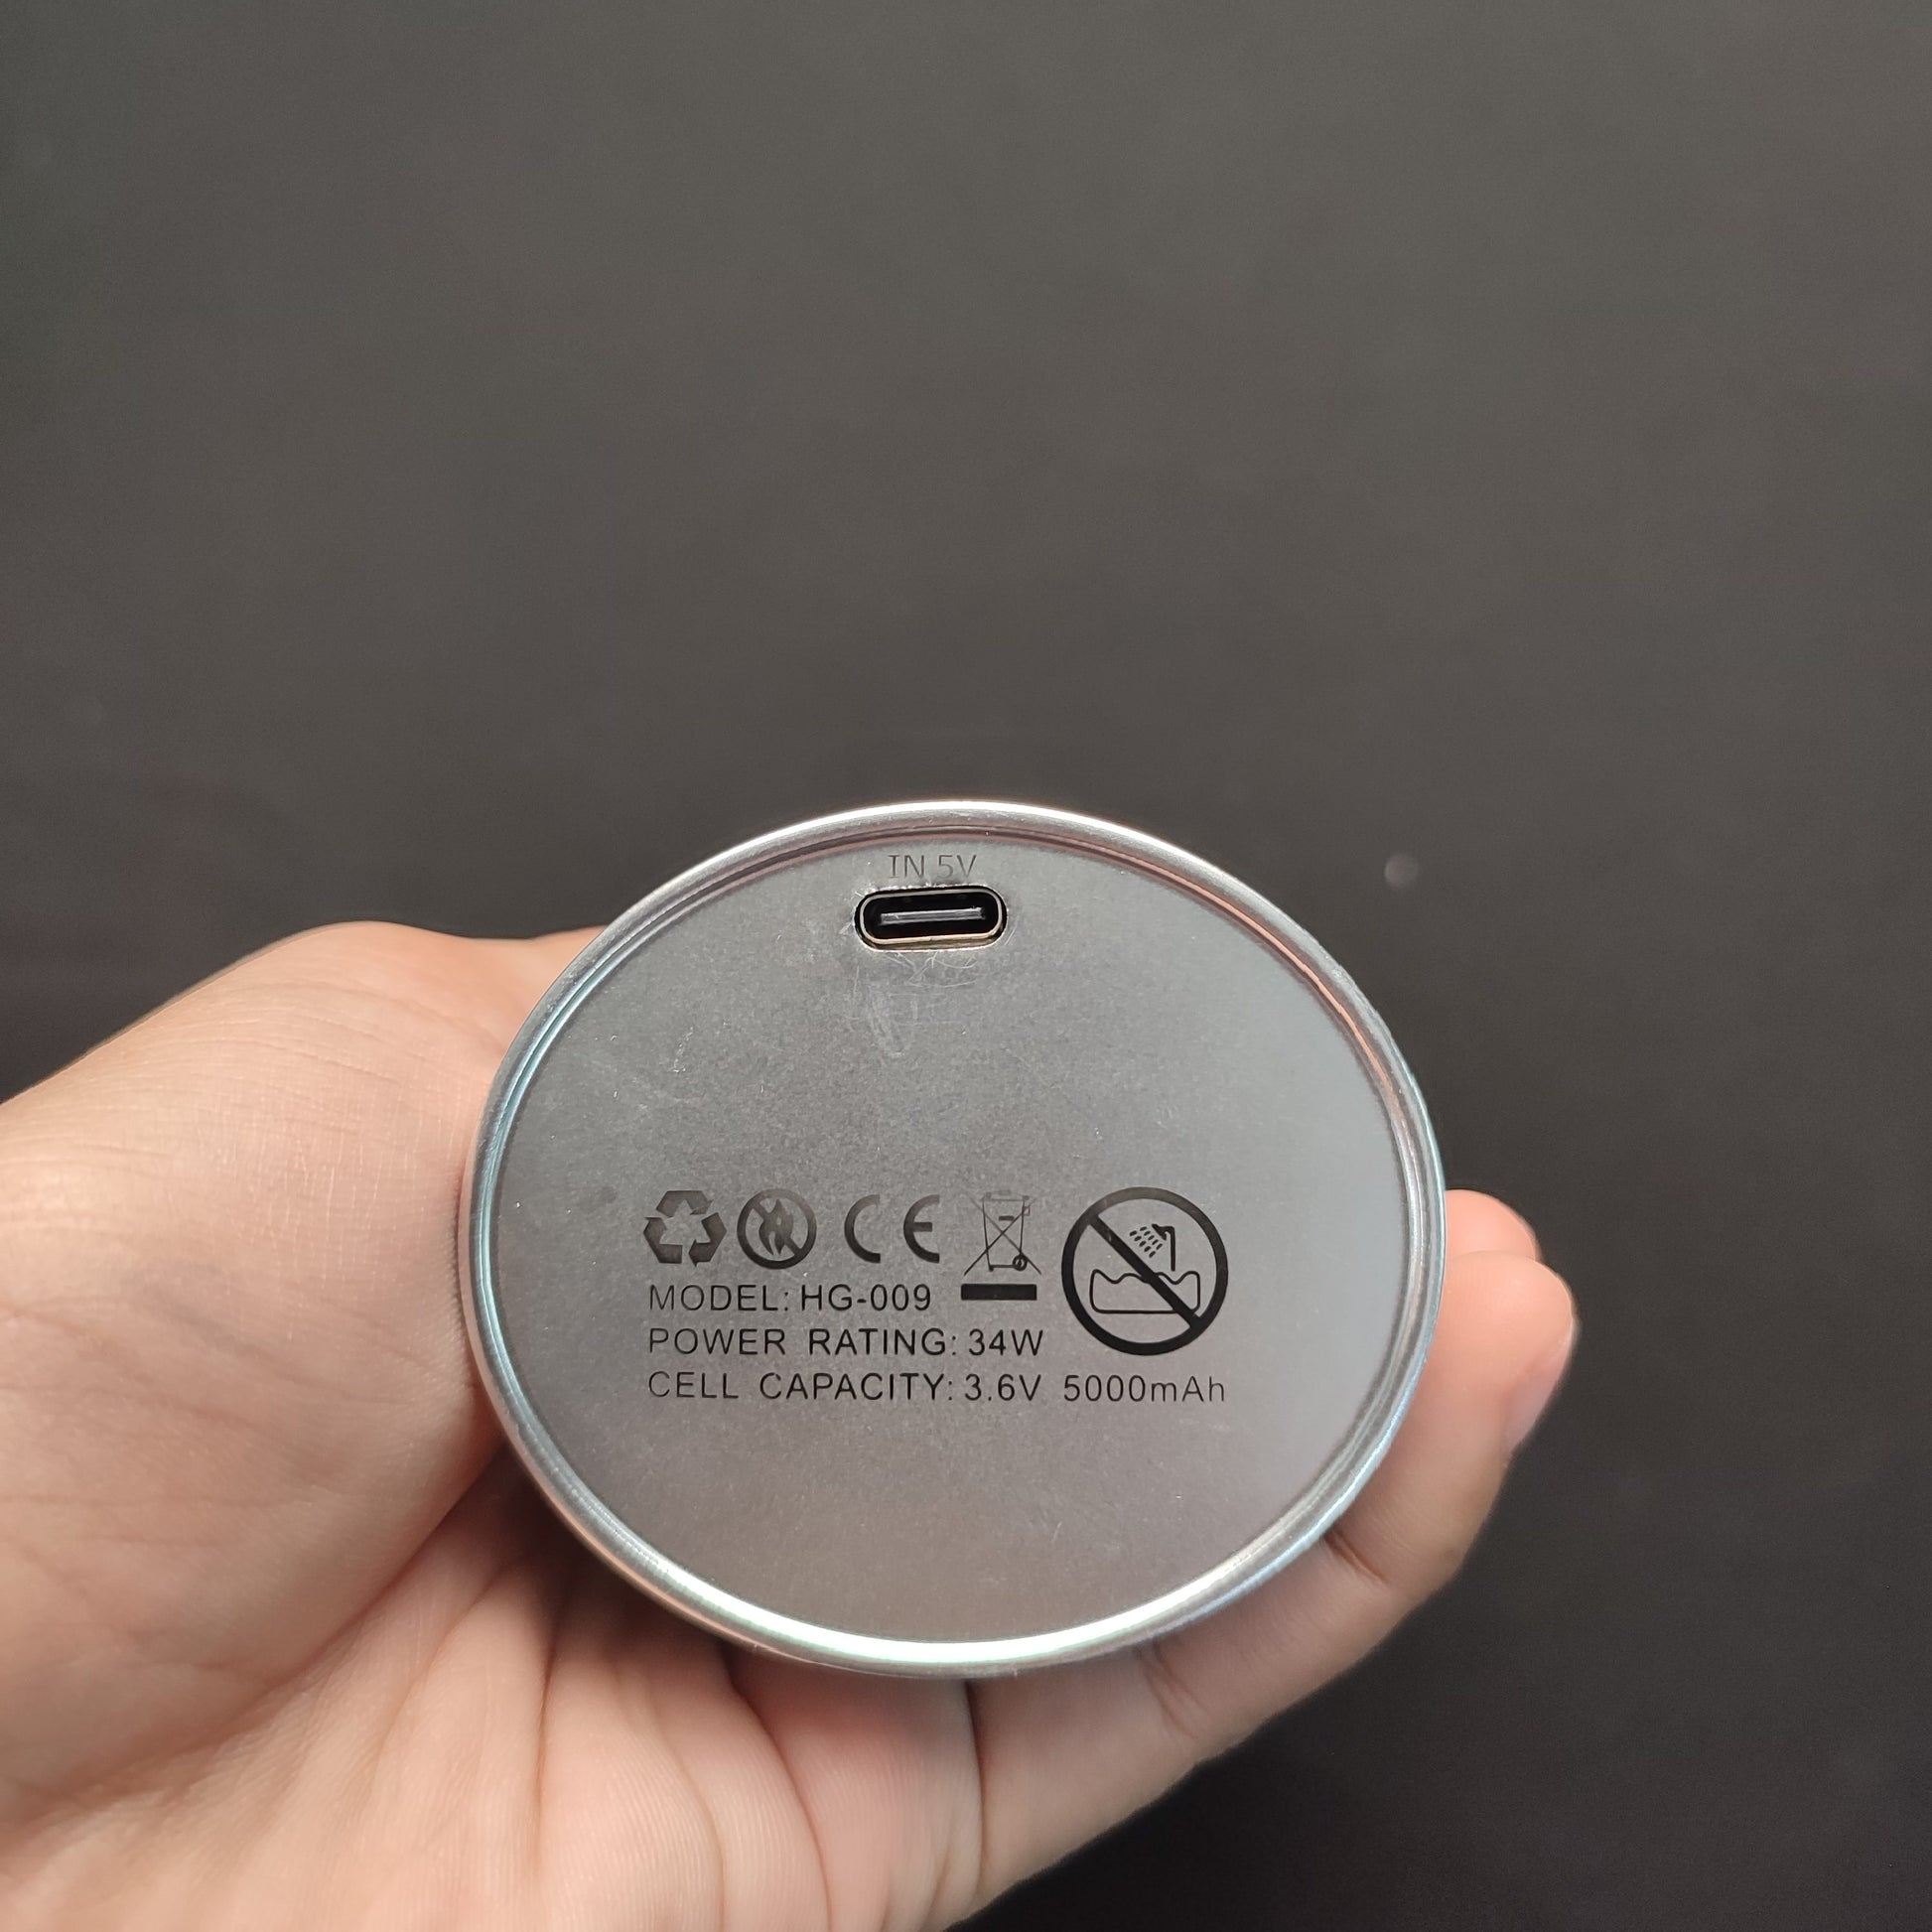 IN 5V
CE
MODEL: HG-009
POWER RATING: 34W
CELL CAPACITY: 3.6V 5000mAh